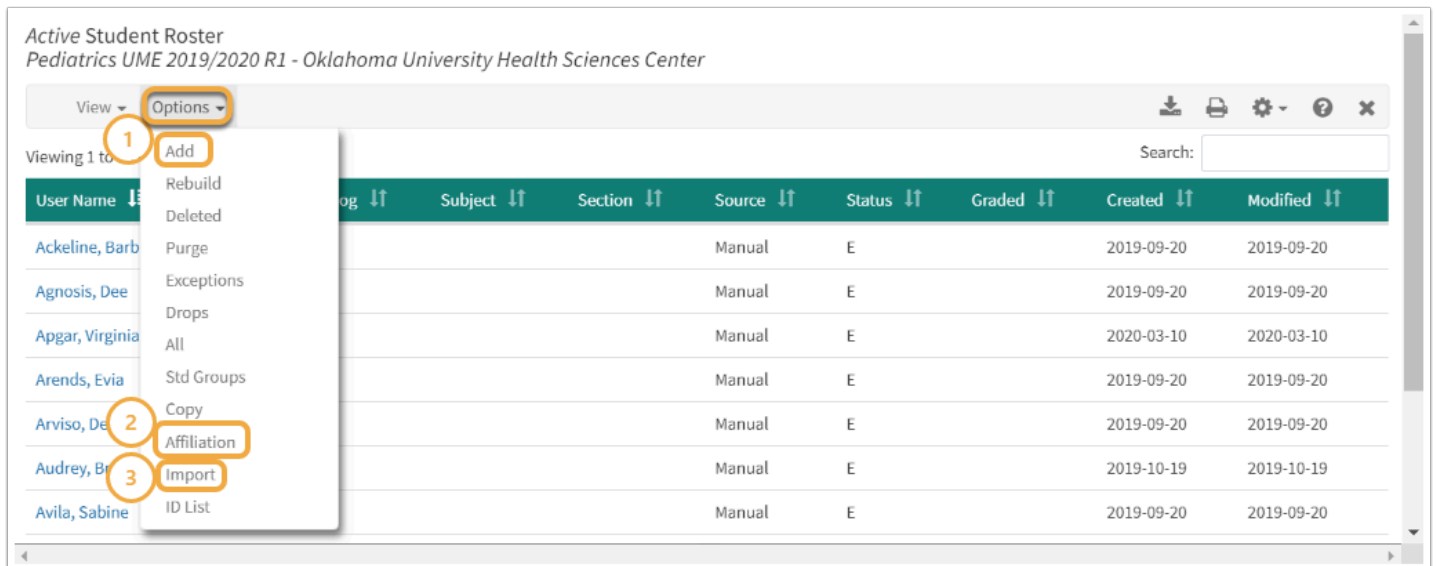 Active Student Roster
Pediatrics UME 2019/2020 R1 - Oklahoma University Health Sciences Center
View Options
1
Viewing 1 to
Add
Search:
Rebuild
User Name og Subject Section Source Status Graded Created Modified
Deleted
Ackeline, Barb Purge Manual E 2019-09-20 2019-09-20
Exceptions
Agnosis, Dee Manual E 2019-09-20 2019-09-20
Drops
Apgar, Virginia All Manual E 2020-03-10 2020-03-10
Arends, Evia Std Groups Manual E 2019-09-20 2019-09-20
Copy
Arviso, De 2 Manual E 2019-09-20 2019-09-20
Affiliation
Audrey, Br 3 Import Manual E 2019-10-19 2019-10-19
Avila, Sabine ID List Manual E 2019-09-20 2019-09-20